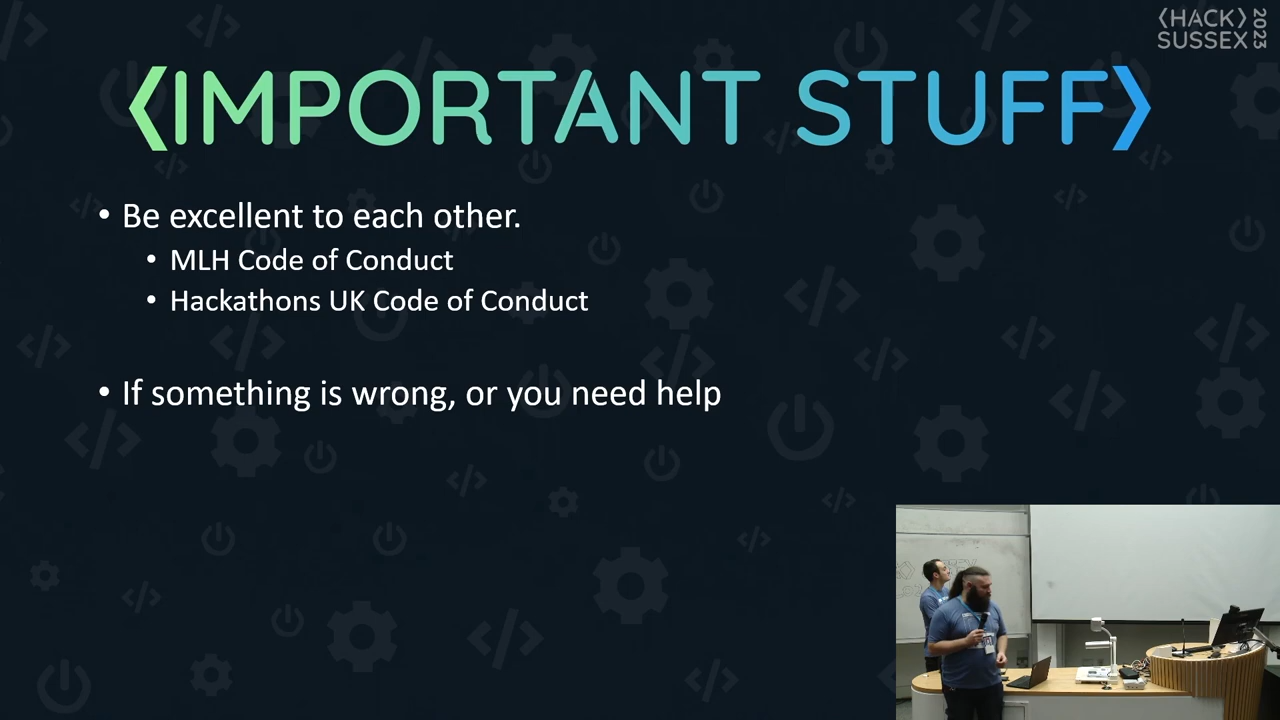 ⟨HACK⟩
SUSSEX
2023
⟨IMPORTANT STUFF⟩
• Be excellent to each other.
• MLH Code of Conduct
• Hackathons UK Code of Conduct
• If something is wrong, or you need help